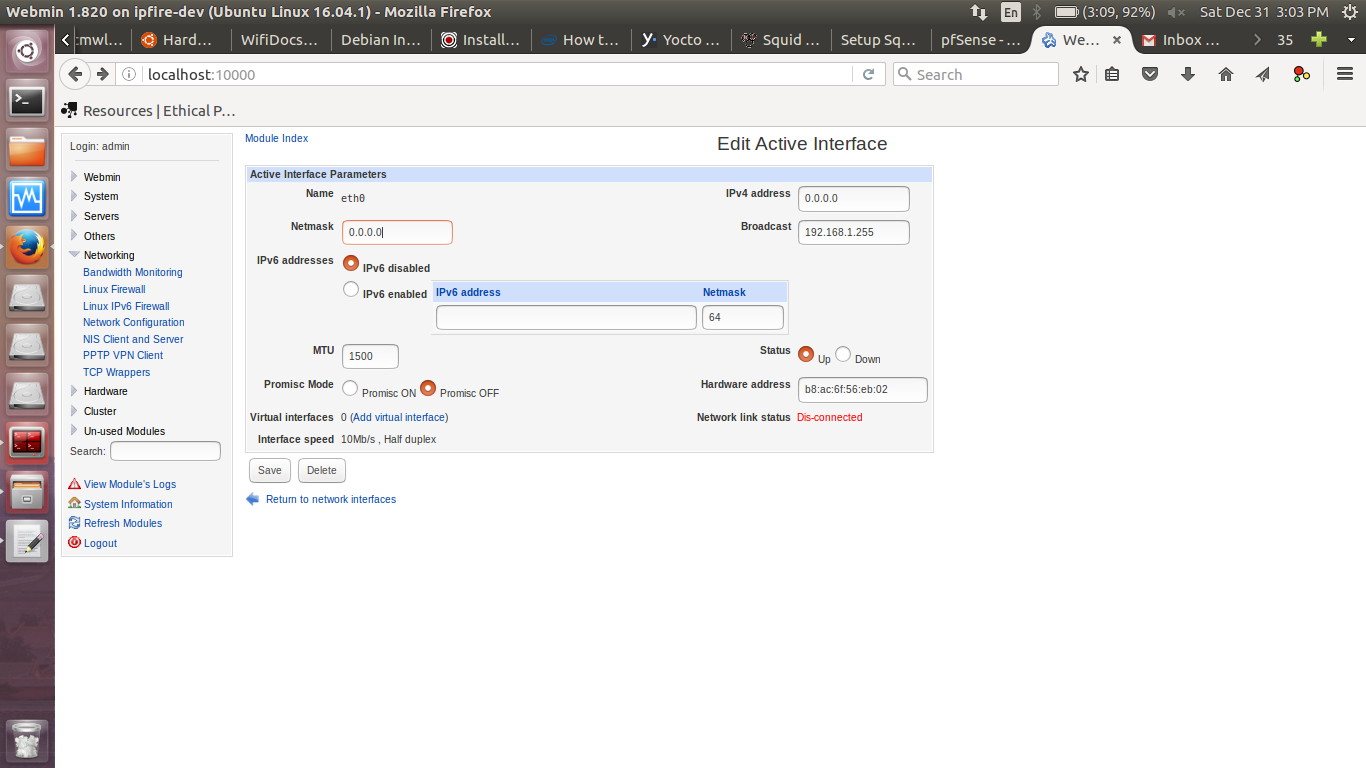 Webmin 1.820 on ipfire-dev (Ubuntu Linux 16.04.1) - Mozilla Firefox
En (3:09, 92%) Sat Dec 31 3:03 PM
:mwl... Hard... WifiDocs... Debian In... Install... How t... Yocto ... Squid ... Setup Sq... pfSense - ... We... × Inbox ... 35
localhost:10000 Search
Resources | Ethical P...
Login: admin
Webmin
System
Servers
Others
Networking
Bandwidth Monitoring
Linux Firewall
Linux IPv6 Firewall
Network Configuration
NIS Client and Server
PPTP VPN Client
TCP Wrappers
Hardware
Cluster
Un-used Modules
Search:
View Module's Logs
System Information
Refresh Modules
Logout
Module Index
Edit Active Interface
Active Interface Parameters
Name eth0 IPv4 address 0.0.0.0
Netmask 0.0.0.0 Broadcast 192.168.1.255
IPv6 addresses IPv6 disabled
IPv6 enabled IPv6 address Netmask
64
MTU 1500 Status Up Down
Promisc Mode Promisc ON Promisc OFF Hardware address b8:ac:6f:56:eb:02
Virtual interfaces 0 (Add virtual interface) Network link status Dis-connected
Interface speed 10Mb/s , Half duplex
Save Delete
Return to network interfaces